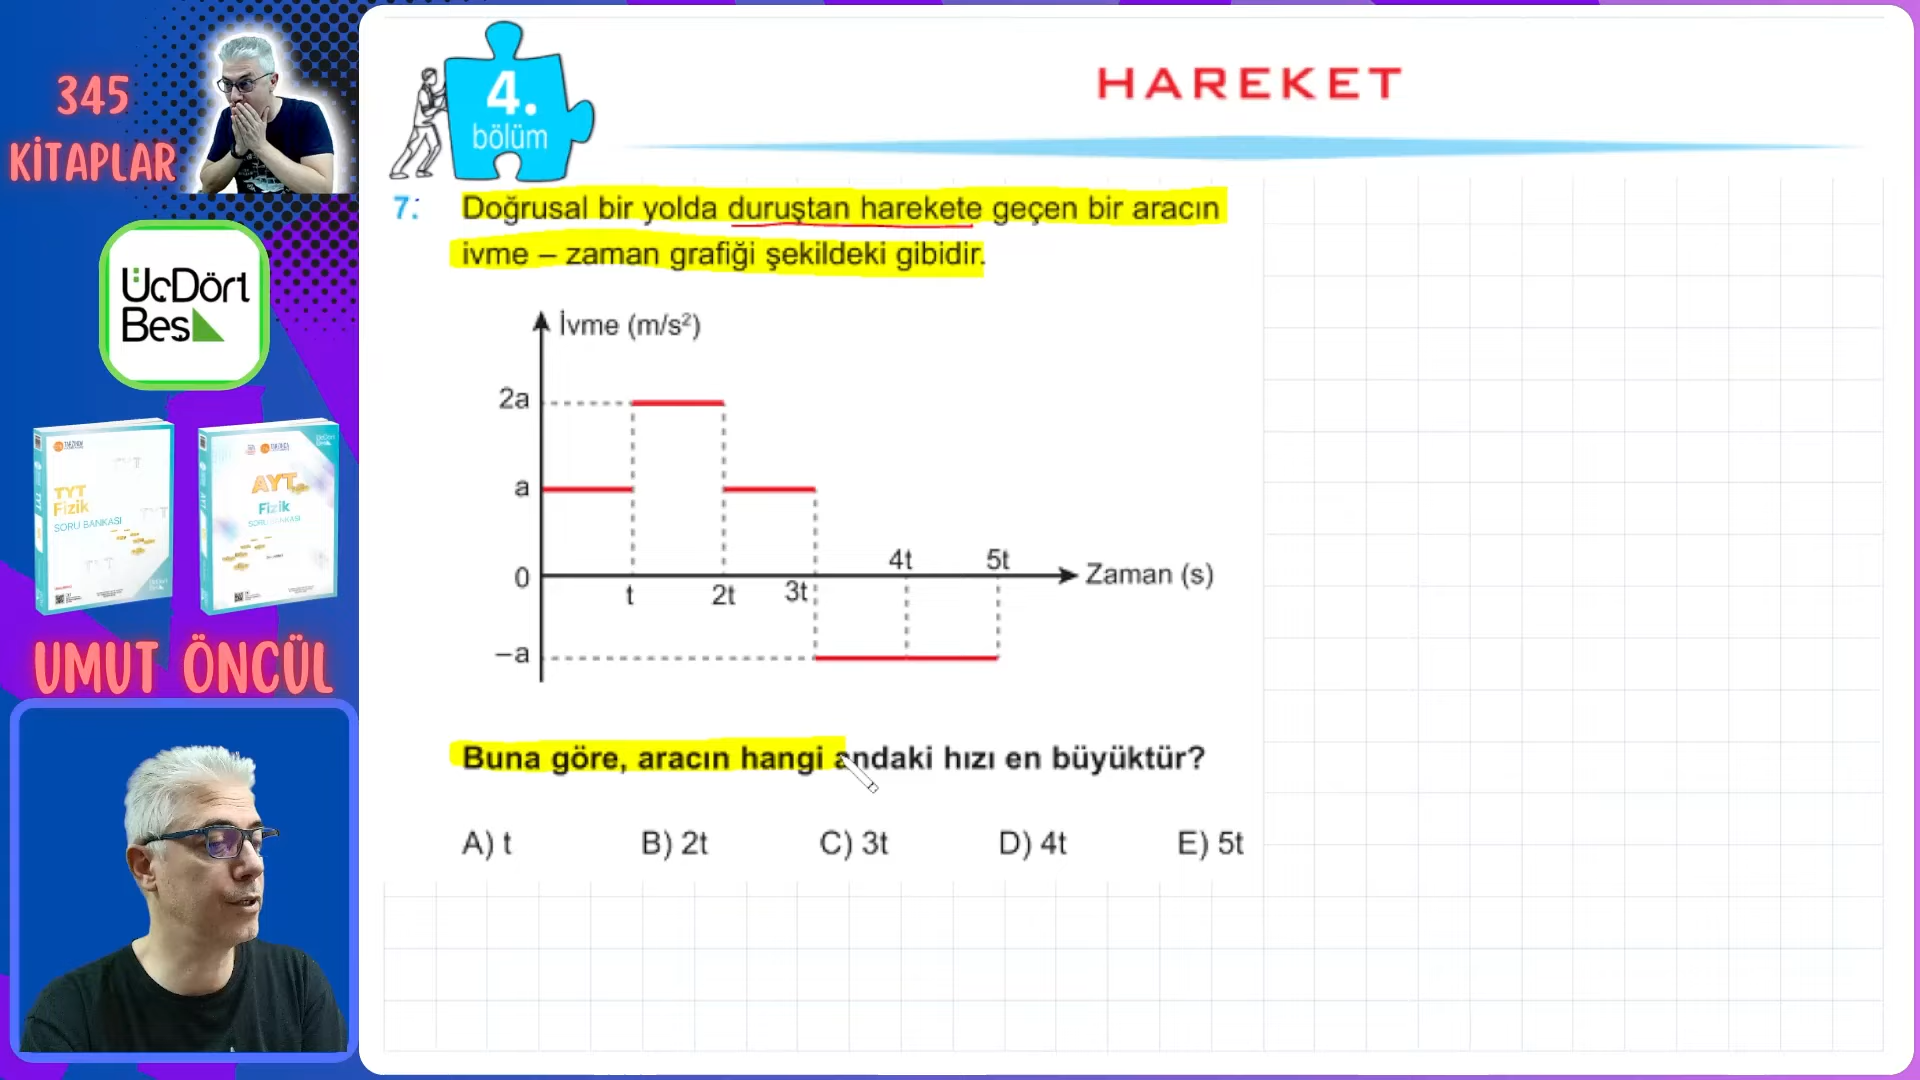 345
KİTAPLAR
ÜçDört
Beş
TYT
Fizik
SORU BANKASI
AYT
Fizik
SORU BANKASI
UMUT ÖNCÜL
4.
bölüm
HAREKET
7.
Doğrusal bir yolda duruştan harekete geçen bir aracın
ivme – zaman grafiği şekildeki gibidir.
İvme (m/s²)
2a
a
0
–a
t
2t
3t
4t
5t
Zaman (s)
Buna göre, aracın hangi andaki hızı en büyüktür?
A) t
B) 2t
C) 3t
D) 4t
E) 5t